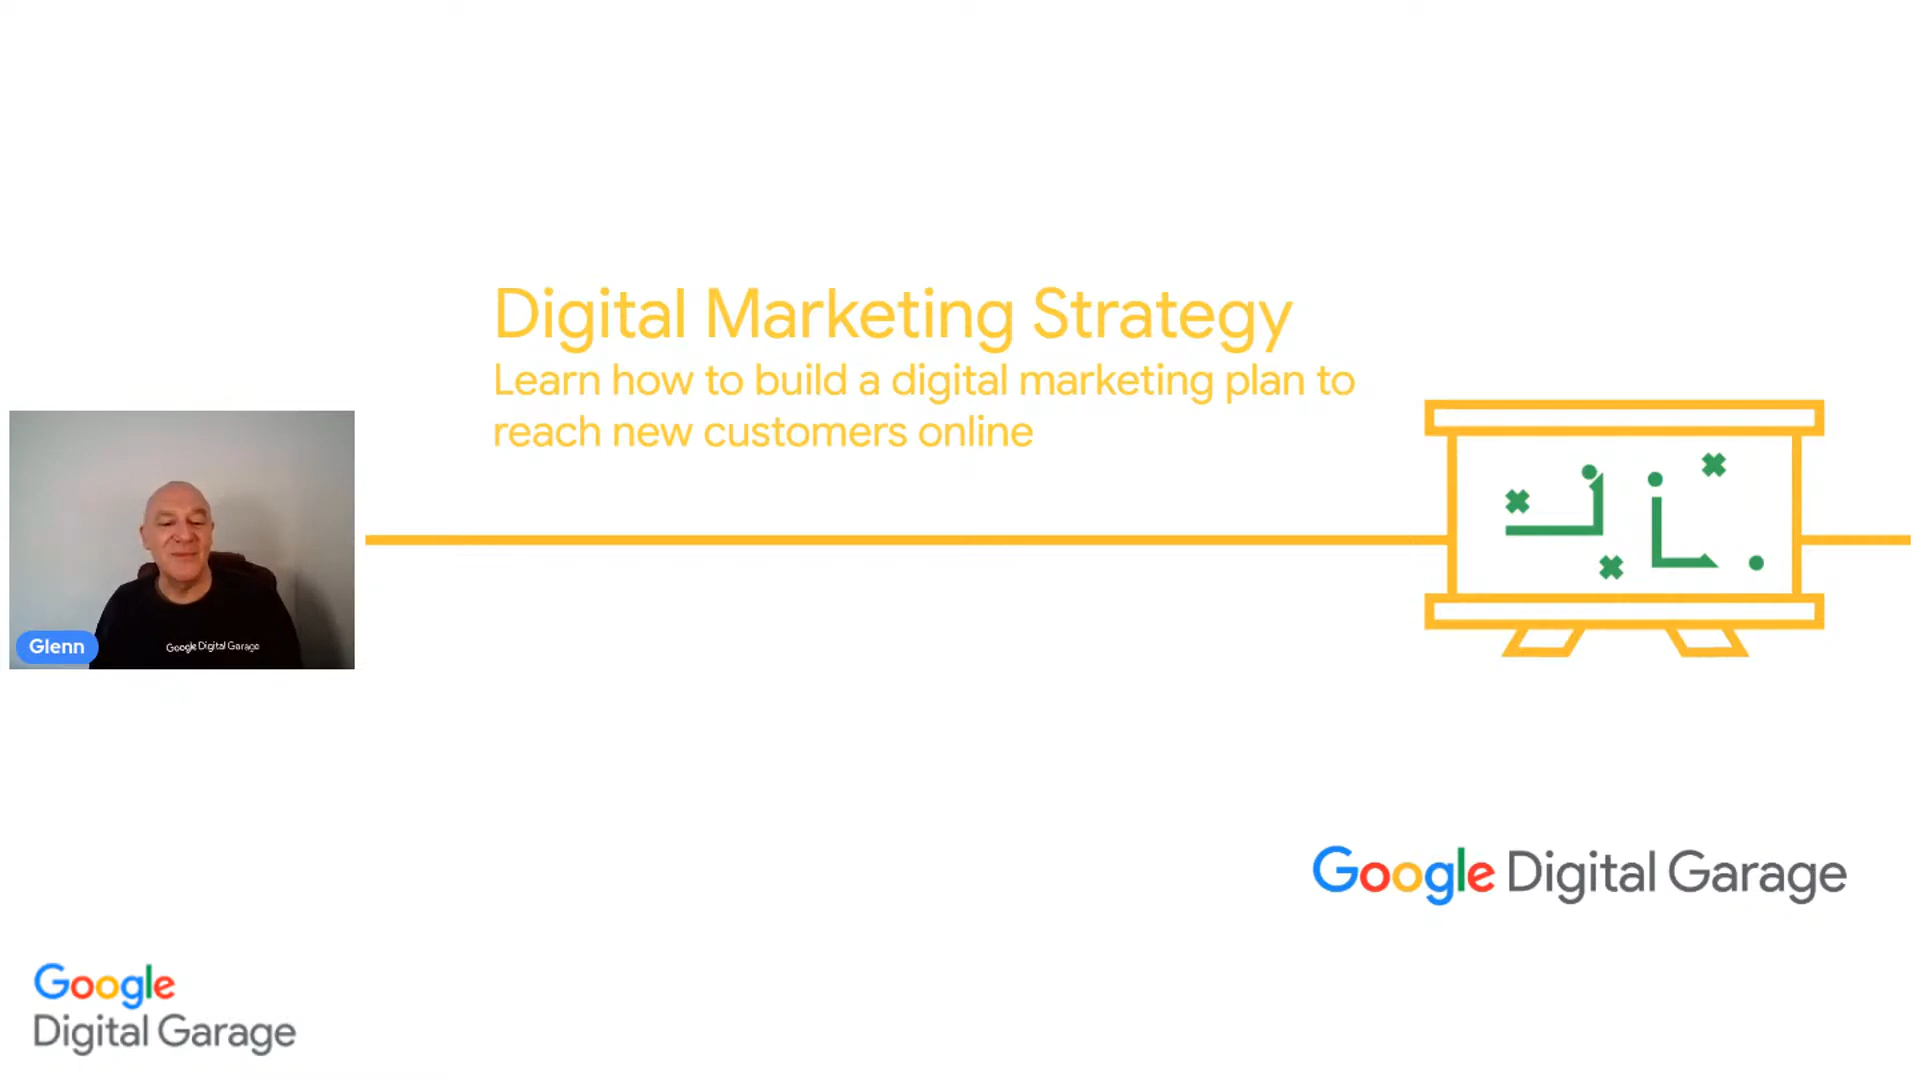 Digital Marketing Strategy
Learn how to build a digital marketing plan to
reach new customers online
Glenn
Google Digital Garage
Google Digital Garage
Google
Digital Garage